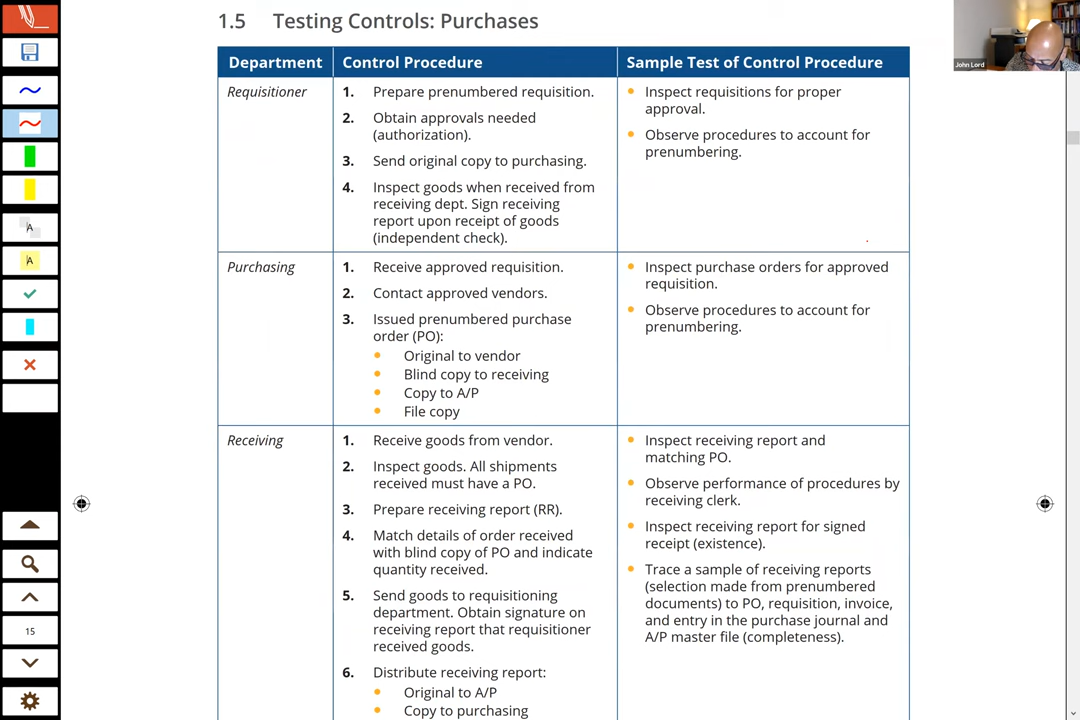 1.5 Testing Controls: Purchases
John Lord
Department Control Procedure Sample Test of Control Procedure
Requisitioner
1. Prepare prenumbered requisition.
2. Obtain approvals needed
(authorization).
3. Send original copy to purchasing.
4. Inspect goods when received from
receiving dept. Sign receiving
report upon receipt of goods
(independent check).
Inspect requisitions for proper
approval.
Observe procedures to account for
prenumbering.
Purchasing
1. Receive approved requisition.
2. Contact approved vendors.
3. Issued prenumbered purchase
order (PO):
Original to vendor
Blind copy to receiving
Copy to A/P
File copy
Inspect purchase orders for approved
requisition.
Observe procedures to account for
prenumbering.
Receiving
1. Receive goods from vendor.
2. Inspect goods. All shipments
received must have a PO.
3. Prepare receiving report (RR).
4. Match details of order received
with blind copy of PO and indicate
quantity received.
5. Send goods to requisitioning
department. Obtain signature on
receiving report that requisitioner
received goods.
6. Distribute receiving report:
Original to A/P
Copy to purchasing
Inspect receiving report and
matching PO.
Observe performance of procedures by
receiving clerk.
Inspect receiving report for signed
receipt (existence).
Trace a sample of receiving reports
(selection made from prenumbered
documents) to PO, requisition, invoice,
and entry in the purchase journal and
A/P master file (completeness).
A
A
15